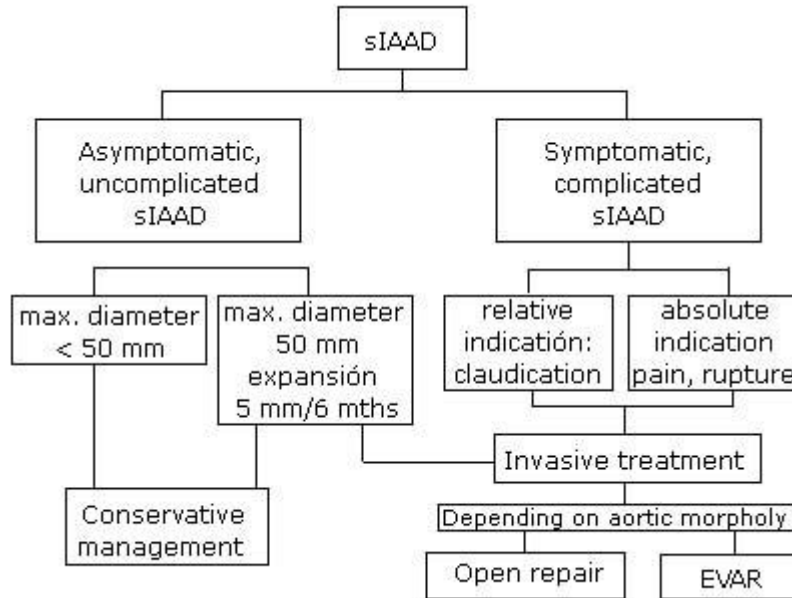 sIAAD
Asymptomatic,
uncomplicated
sIAAD
Symptomatic,
complicated
sIAAD
max. diameter
< 50 mm
max. diameter
50 mm
expansión
5 mm/6 mths
relative
indicatión:
claudication
absolute
indication
pain, rupture
Invasive treatment
Conservative
management
Depending on aortic morpholy
Open repair
EVAR